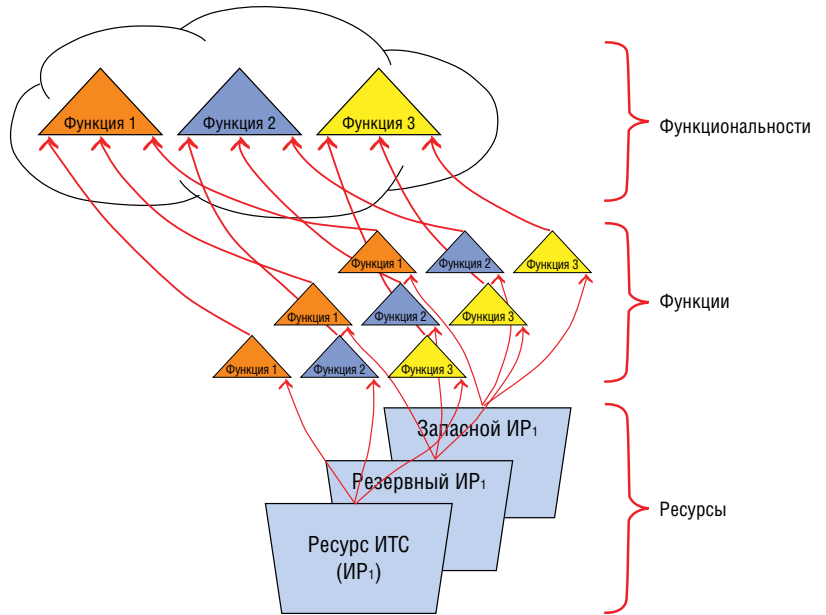 Функция 1
Функция 2
Функция 3
Функциональности
Функция 1
Функция 2
Функция 3
Функция 1
Функция 2
Функция 3
Функции
Функция 1
Функция 2
Функция 3
Запасной ИР₁
Резервный ИР₁
Ресурс ИТС
(ИР₁)
Ресурсы